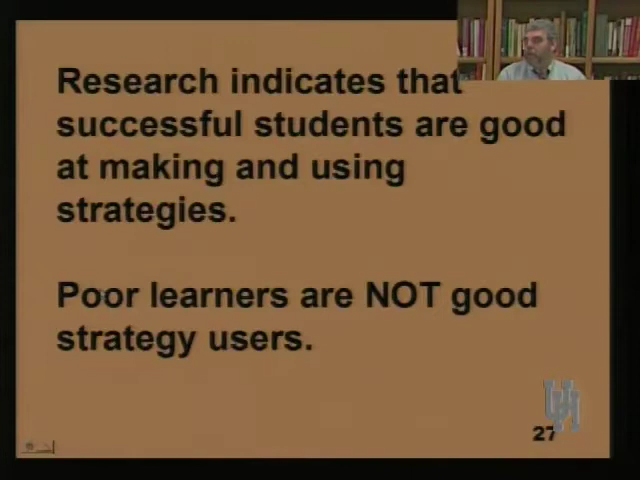 Research indicates that
successful students are good
at making and using
strategies.
Poor learners are NOT good
strategy users.
27
UH